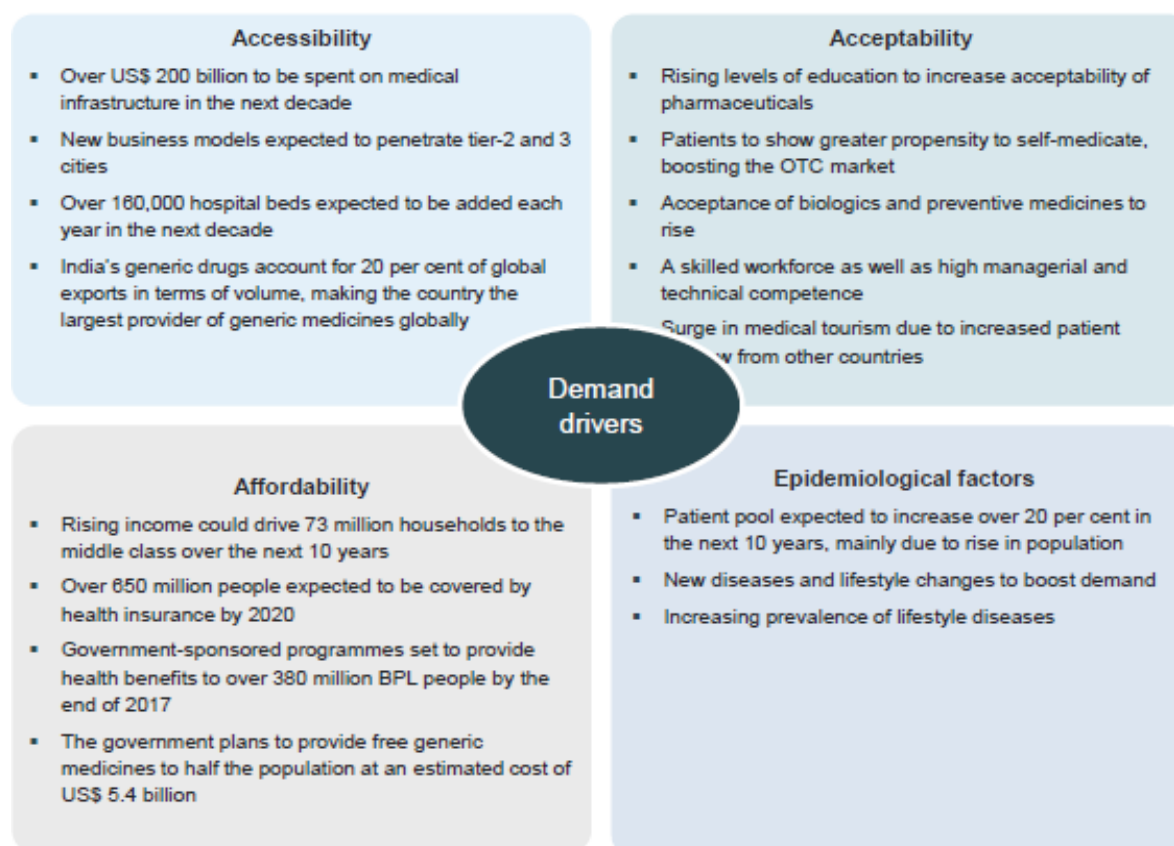 Accessibility
▪ Over US$ 200 billion to be spent on medical
infrastructure in the next decade
▪ New business models expected to penetrate tier-2 and 3
cities
▪ Over 160,000 hospital beds expected to be added each
year in the next decade
▪ India's generic drugs account for 20 per cent of global
exports in terms of volume, making the country the
largest provider of generic medicines globally
Acceptability
▪ Rising levels of education to increase acceptability of
pharmaceuticals
▪ Patients to show greater propensity to self-medicate,
boosting the OTC market
▪ Acceptance of biologics and preventive medicines to
rise
▪ A skilled workforce as well as high managerial and
technical competence
Surge in medical tourism due to increased patient
from other countries
Demand
drivers
Affordability
▪ Rising income could drive 73 million households to the
middle class over the next 10 years
▪ Over 650 million people expected to be covered by
health insurance by 2020
▪ Government-sponsored programmes set to provide
health benefits to over 380 million BPL people by the
end of 2017
▪ The government plans to provide free generic
medicines to half the population at an estimated cost of
US$ 5.4 billion
Epidemiological factors
▪ Patient pool expected to increase over 20 per cent in
the next 10 years, mainly due to rise in population
▪ New diseases and lifestyle changes to boost demand
▪ Increasing prevalence of lifestyle diseases